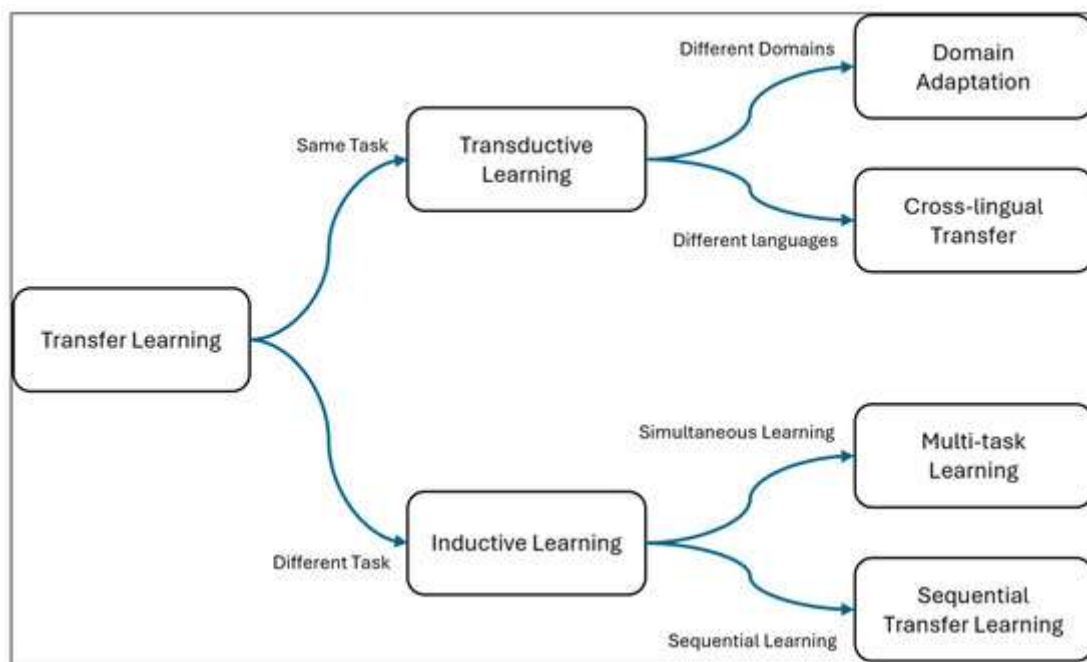 Different Domains
Domain
Adaptation
Same Task
Transductive
Learning
Different languages
Cross-lingual
Transfer
Transfer Learning
Simultaneous Learning
Multi-task
Learning
Different Task
Inductive Learning
Sequential Learning
Sequential
Transfer Learning